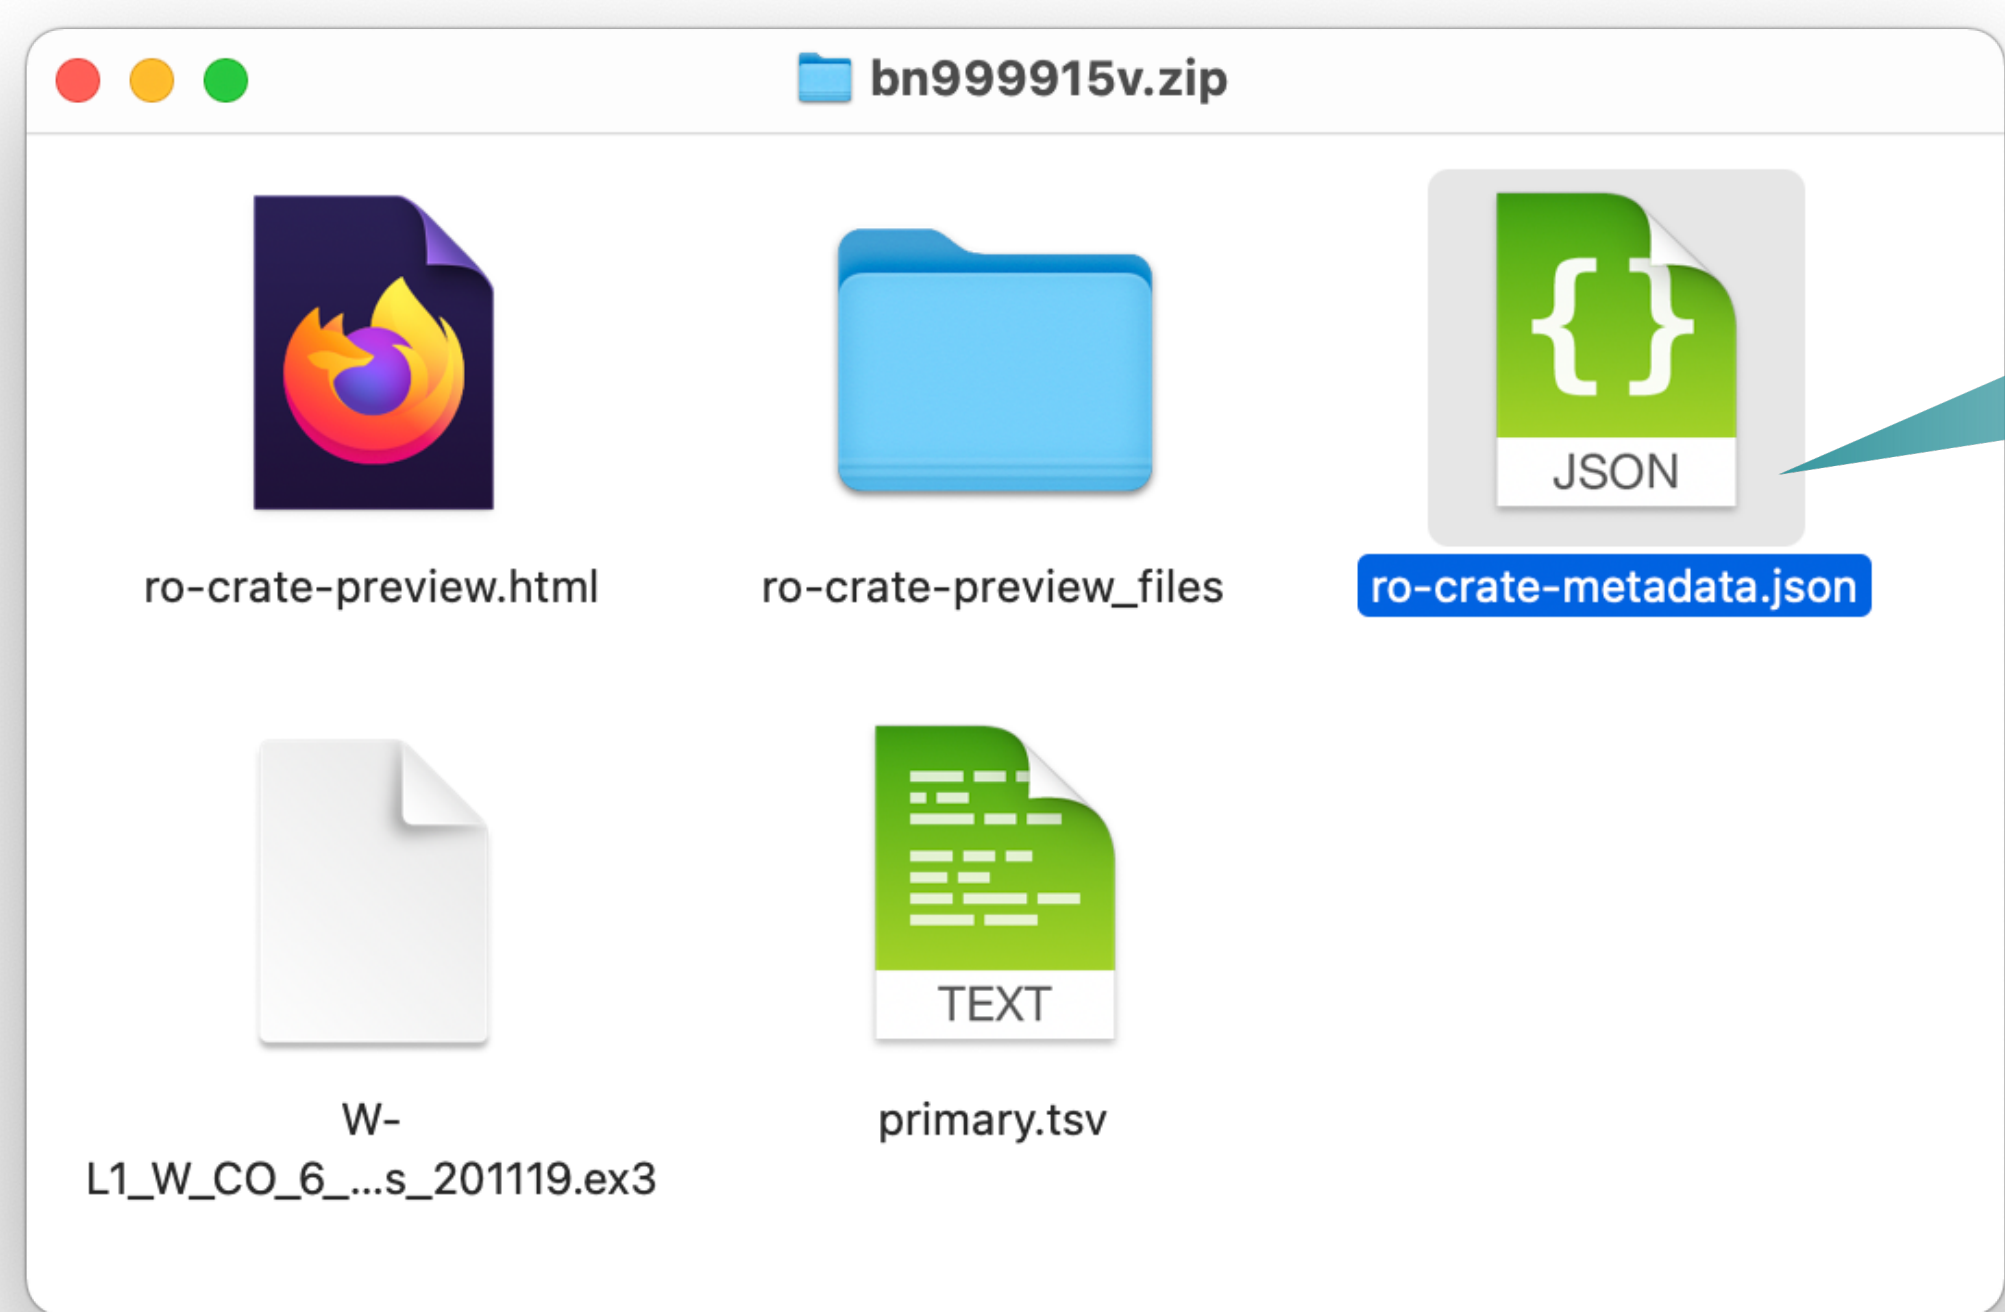 bn999915v.zip
JSON
ro-crate-preview.html
ro-crate-preview_files
ro-crate-metadata.json
TEXT
W-
L1_W_CO_6_...s_201119.ex3
primary.tsv